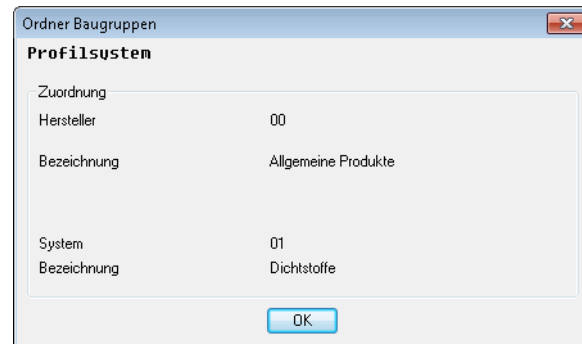 Ordner Baugruppen
Profilsystem
Zuordnung
Hersteller 00
Bezeichnung Allgemeine Produkte
System 01
Bezeichnung Dichtstoffe
OK